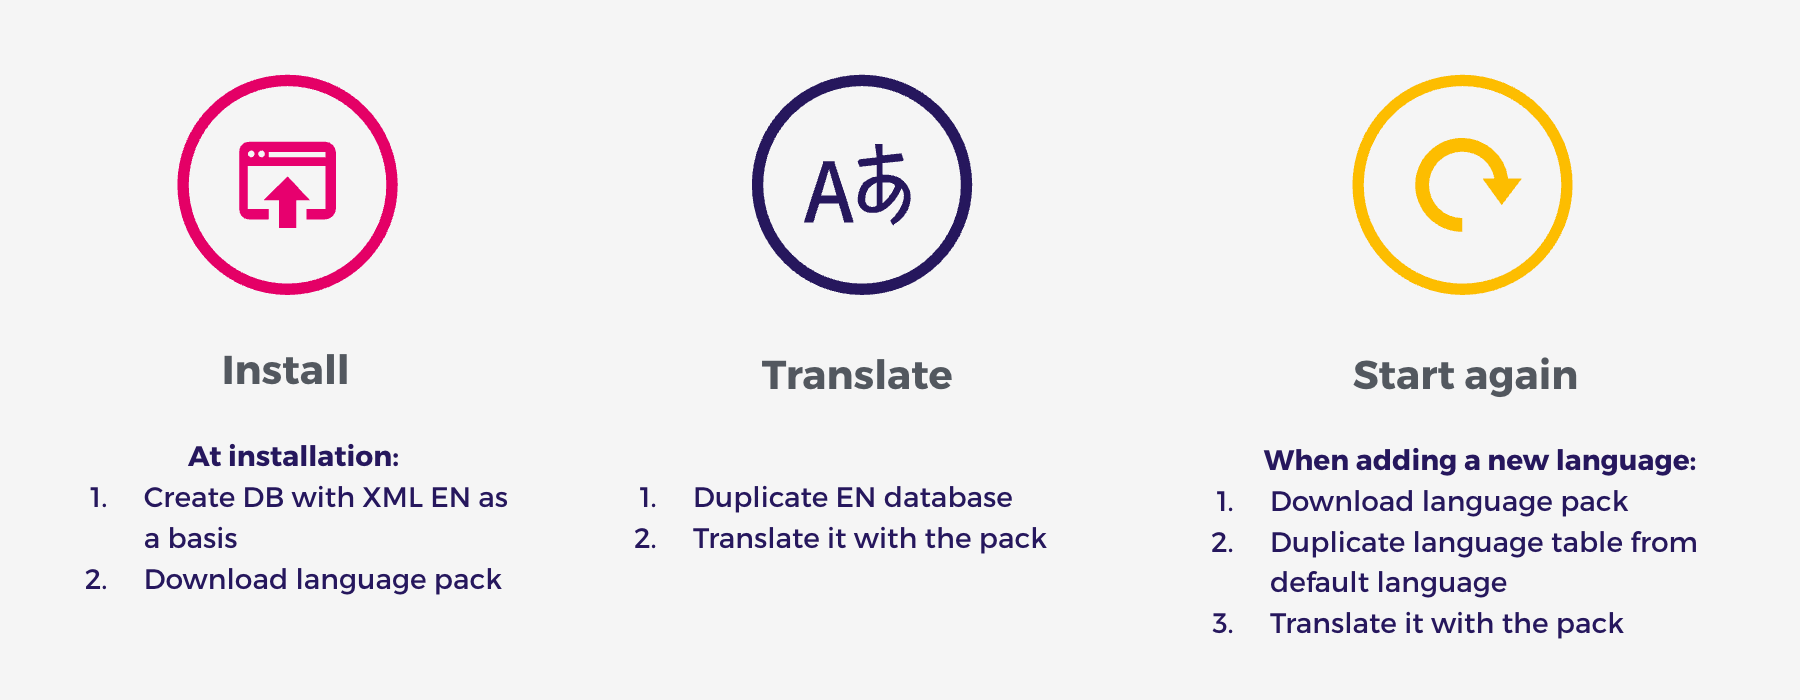 Aあ
Install
At installation:
1. Create DB with XML EN as
a basis
2. Download language pack
Translate
1. Duplicate EN database
2. Translate it with the pack
Start again
When adding a new language:
1. Download language pack
2. Duplicate language table from
default language
3. Translate it with the pack